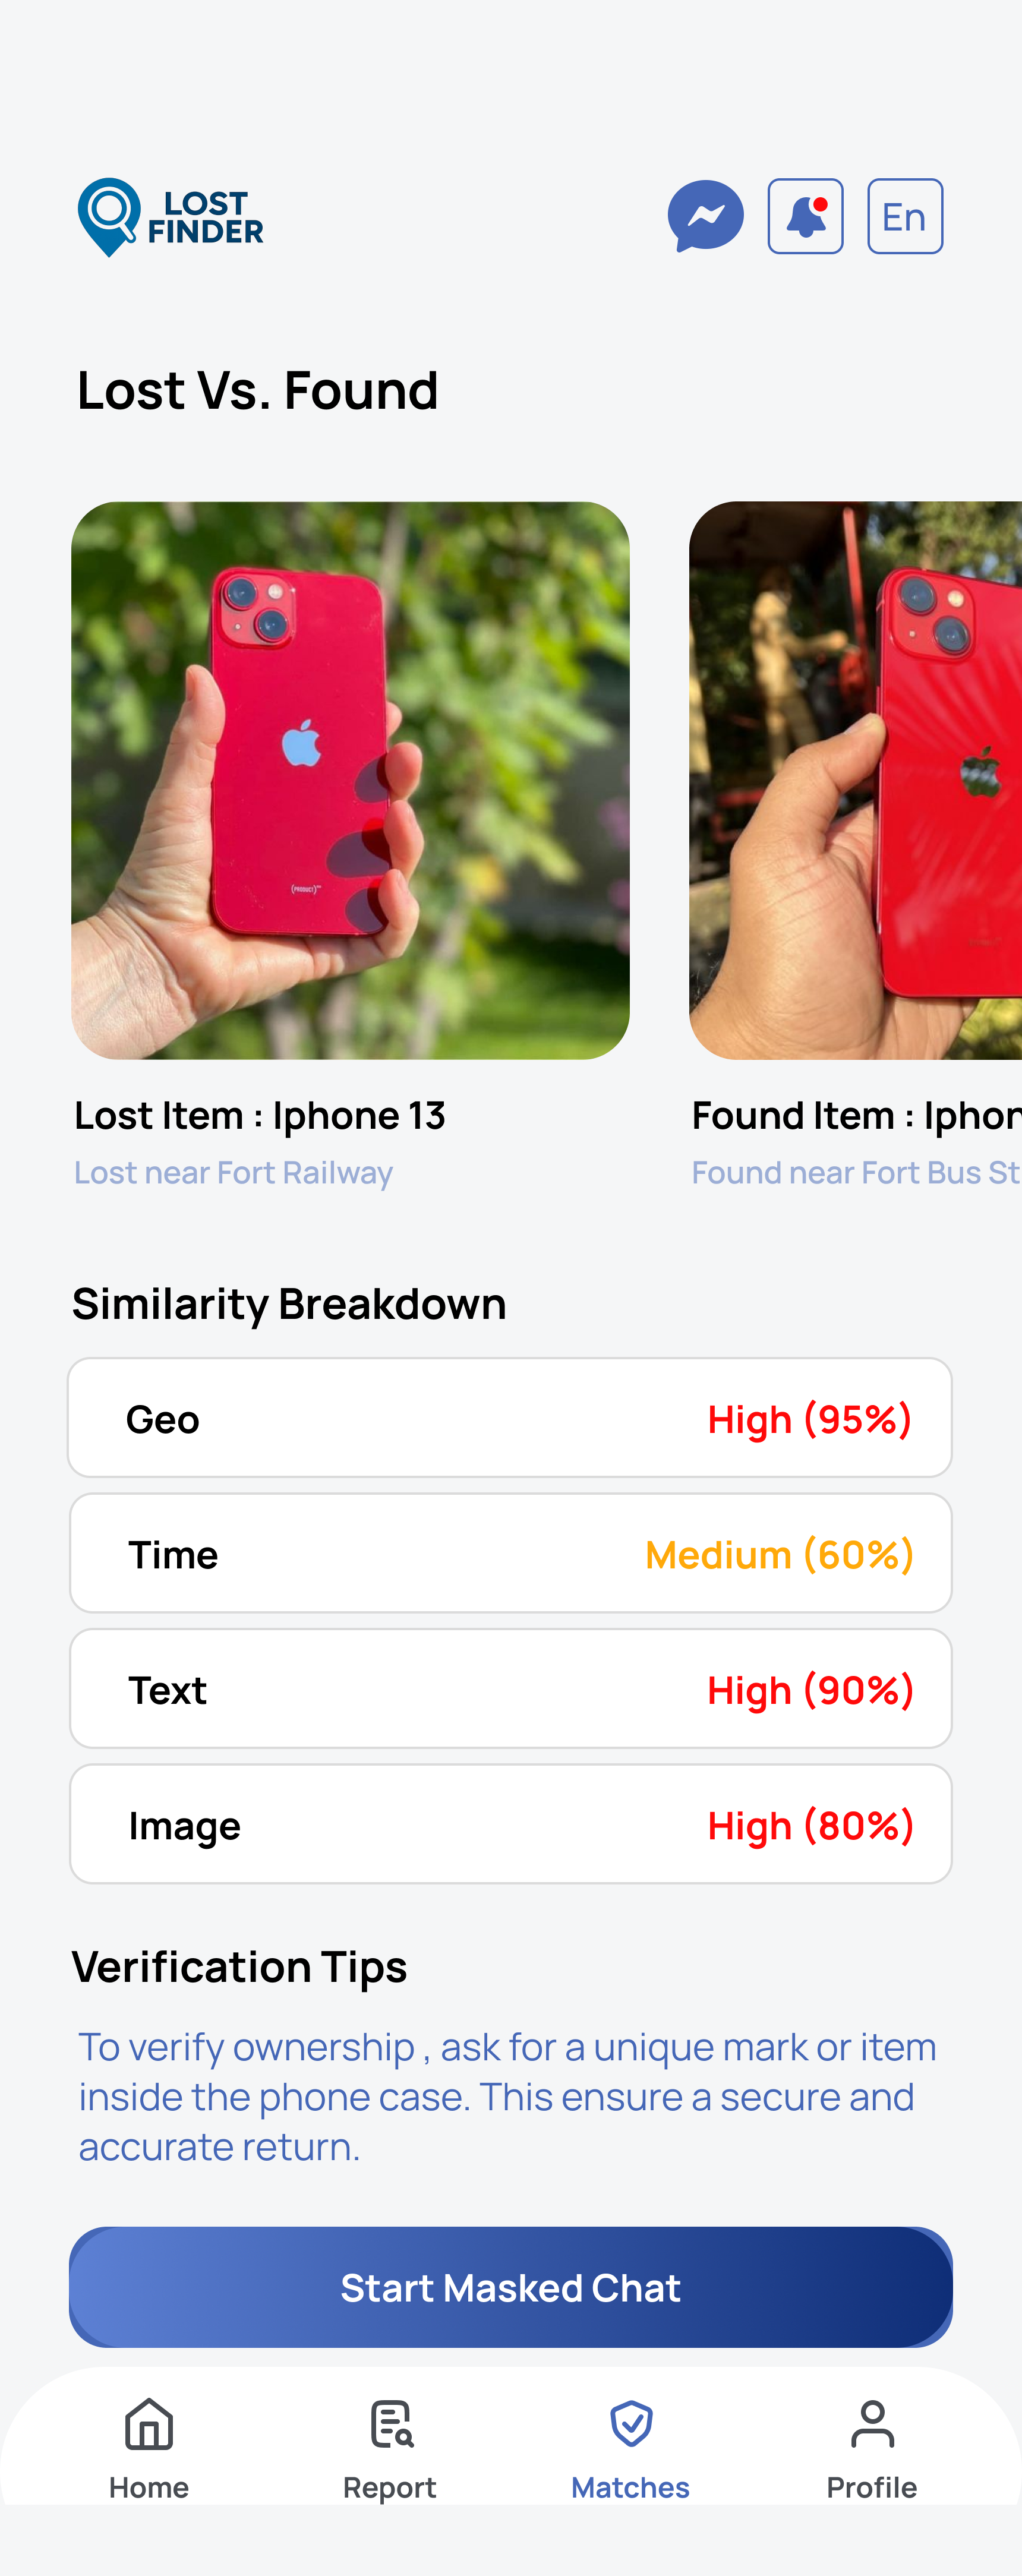 LOST
FINDER
En
Lost Vs. Found
(PRODUCT)
Lost Item : Iphone 13
Lost near Fort Railway
Found Item : Iphon
Found near Fort Bus St
Similarity Breakdown
Geo High (95%)
Time Medium (60%)
Text High (90%)
Image High (80%)
Verification Tips
To verify ownership , ask for a unique mark or item
inside the phone case. This ensure a secure and
accurate return.
Start Masked Chat
Home Report Matches Profile